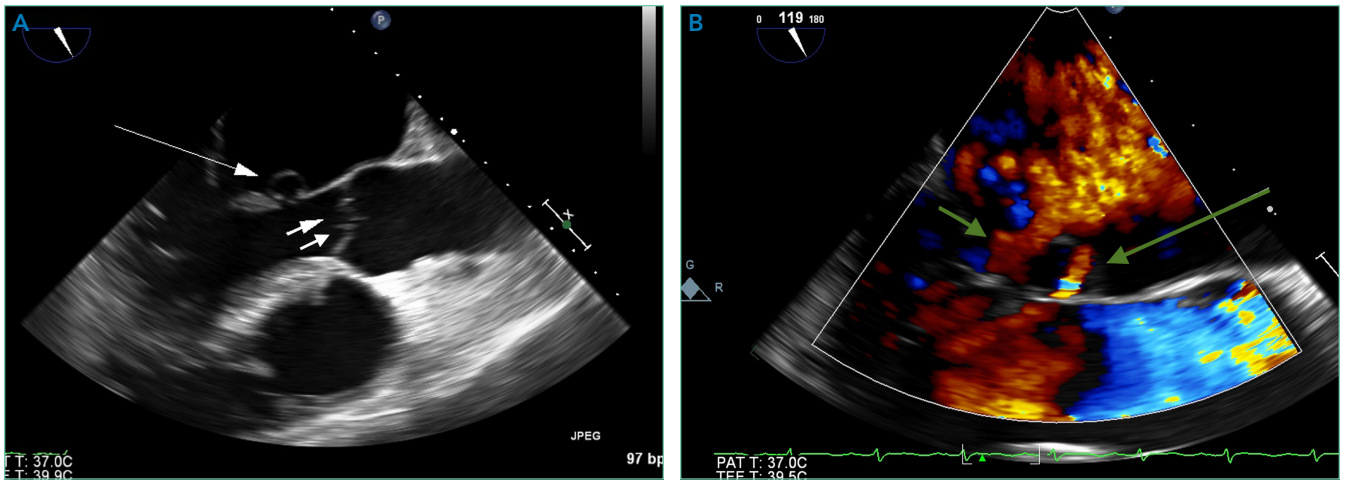 A
P
X
JPEG
T T: 37.0C
97 bp
F T: 39.9C
B
0 119 180
G
R
PAT T: 37.0C
TEE T: 39.5C